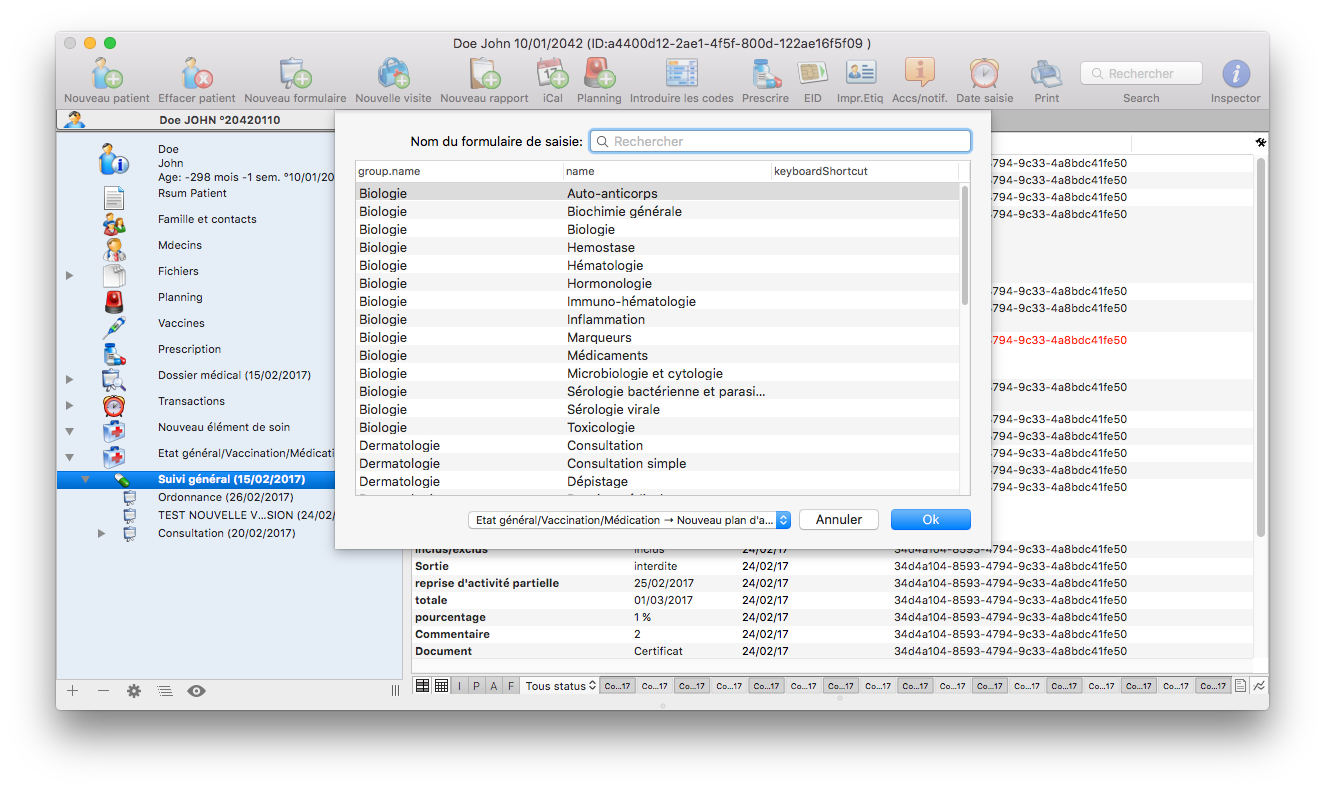 Doe John 10/01/2042 (ID:a4400d12-2ae1-4f5f-800d-122ae16f5f09 )
Nouveau patient Effacer patient Nouveau formulaire Nouvelle visite Nouveau rapport iCal Planning Introduire les codes Prescrire EID Impr.Etiq Accs/notif. Date saisie Print Rechercher Search Inspector
Doe JOHN °20420110
Doe
John
Age: -298 mois -1 sem. °10/01/20
Rsum Patient
Famille et contacts
Mdecins
Fichiers
Planning
Vaccines
Prescription
Dossier médical (15/02/2017)
Transactions
Nouveau élément de soin
Etat général/Vaccination/Médicati
Suivi général (15/02/2017)
Ordonnance (26/02/2017)
TEST NOUVELLE V...SION (24/02/
Consultation (20/02/2017)
Nom du formulaire de saisie: Rechercher
group.name name keyboardShortcut
Biologie Auto-anticorps
Biologie Biochimie générale
Biologie Biologie
Biologie Hemostase
Biologie Hématologie
Biologie Hormonologie
Biologie Immuno-hématologie
Biologie Inflammation
Biologie Marqueurs
Biologie Médicaments
Biologie Microbiologie et cytologie
Biologie Sérologie bactérienne et parasi...
Biologie Sérologie virale
Biologie Toxicologie
Dermatologie Consultation
Dermatologie Consultation simple
Dermatologie Dépistage
Etat général/Vaccination/Médication → Nouveau plan d'a... Annuler Ok
4794-9c33-4a8bdc41fe50
4794-9c33-4a8bdc41fe50
4794-9c33-4a8bdc41fe50
4794-9c33-4a8bdc41fe50
4794-9c33-4a8bdc41fe50
4794-9c33-4a8bdc41fe50
4794-9c33-4a8bdc41fe50
4794-9c33-4a8bdc41fe50
4794-9c33-4a8bdc41fe50
4794-9c33-4a8bdc41fe50
4794-9c33-4a8bdc41fe50
4794-9c33-4a8bdc41fe50
4794-9c33-4a8bdc41fe50
inclus/exclus inclus 24/02/17 34d4a104-8593-4794-9c33-4a8bdc41fe50
Sortie interdite 24/02/17 34d4a104-8593-4794-9c33-4a8bdc41fe50
reprise d'activité partielle 25/02/2017 24/02/17 34d4a104-8593-4794-9c33-4a8bdc41fe50
totale 01/03/2017 24/02/17 34d4a104-8593-4794-9c33-4a8bdc41fe50
pourcentage 1 % 24/02/17 34d4a104-8593-4794-9c33-4a8bdc41fe50
Commentaire 2 24/02/17 34d4a104-8593-4794-9c33-4a8bdc41fe50
Document Certificat 24/02/17 34d4a104-8593-4794-9c33-4a8bdc41fe50
I P A F Tous status Co...17 Co...17 Co...17 Co...17 Co...17 Co...17 Co...17 Co...17 Co...17 Co...17 Co...17 Co...17 Co...17 Co...17 Co...17 Co...17 Co...17